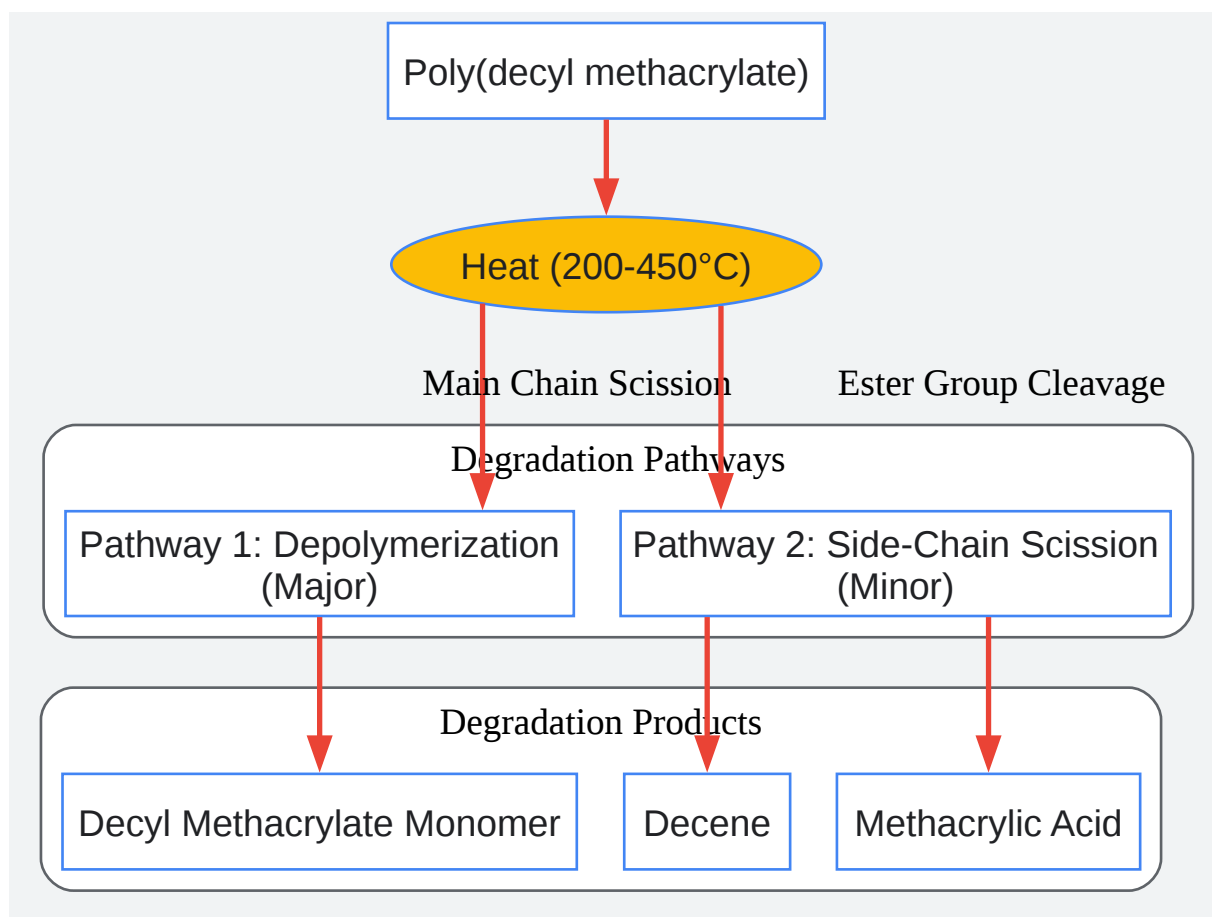 Poly(decyl methacrylate)
Heat (200-450°C)
Main Chain Scission
Ester Group Cleavage
Degradation Pathways
Pathway 1: Depolymerization
(Major)
Pathway 2: Side-Chain Scission
(Minor)
Degradation Products
Decyl Methacrylate Monomer
Decene
Methacrylic Acid